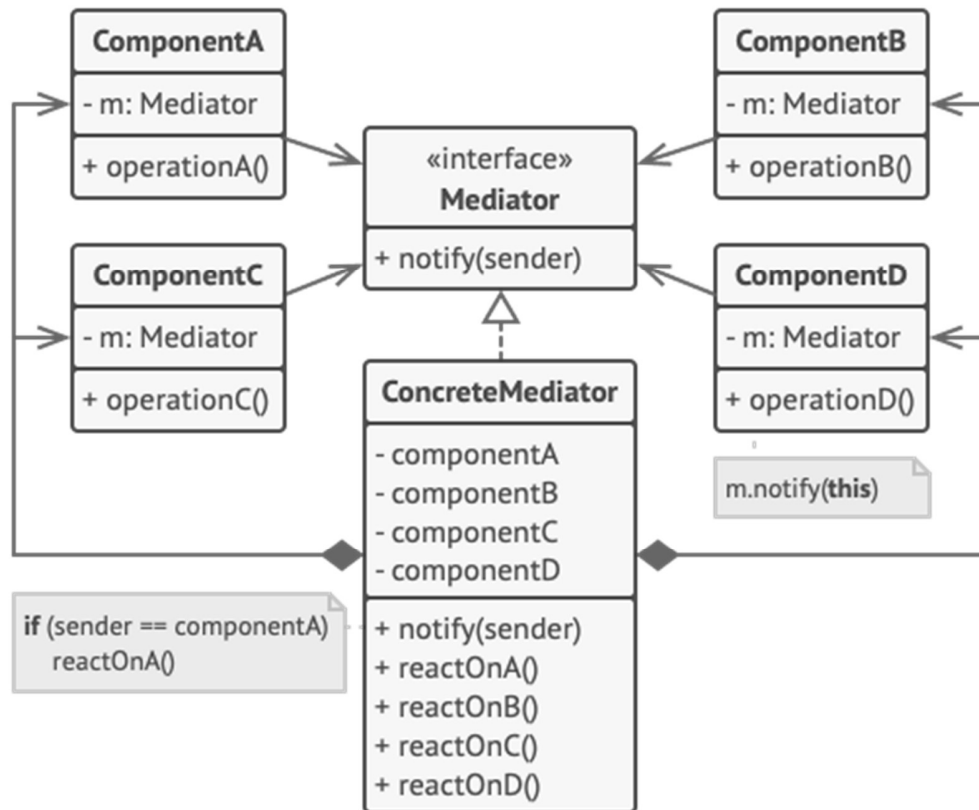 ComponentA
- m: Mediator
+ operationA()
ComponentB
- m: Mediator
+ operationB()
«interface»
Mediator
+ notify(sender)
ComponentC
- m: Mediator
+ operationC()
ComponentD
- m: Mediator
+ operationD()
m.notify(this)
ConcreteMediator
- componentA
- componentB
- componentC
- componentD
+ notify(sender)
+ reactOnA()
+ reactOnB()
+ reactOnC()
+ reactOnD()
if (sender == componentA)
reactOnA()